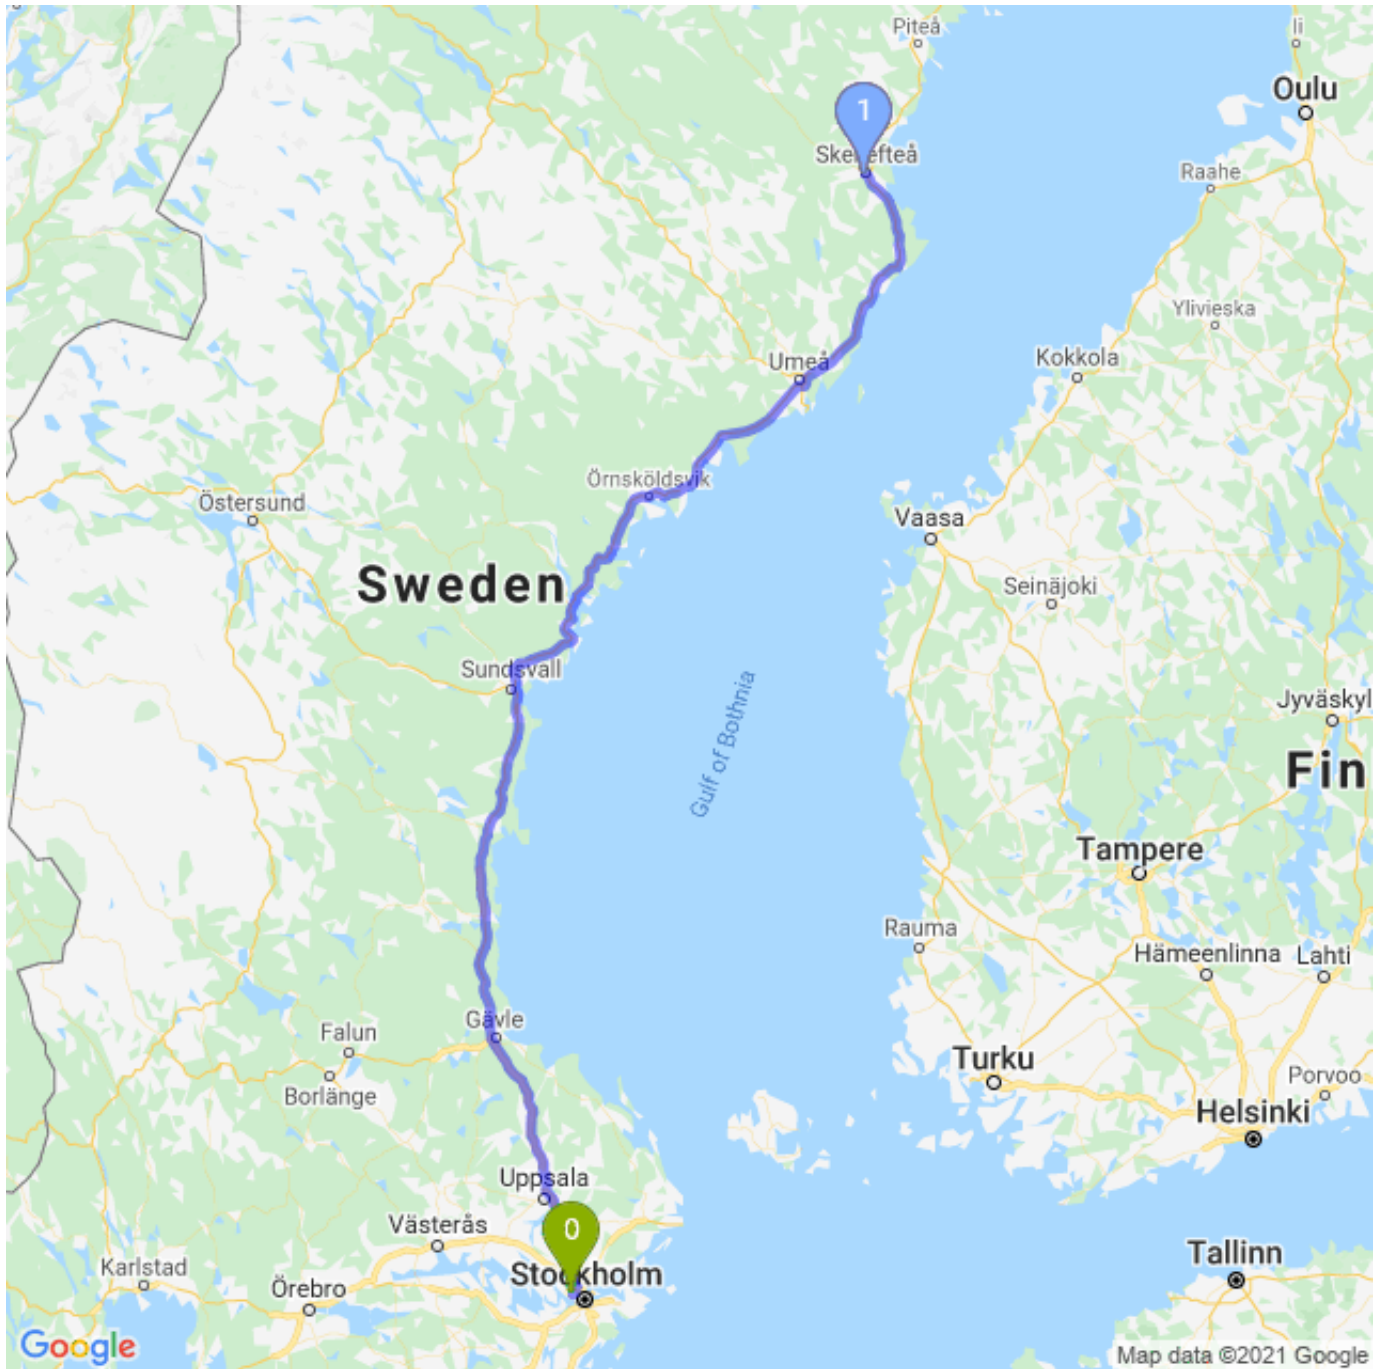 Piteå
Ii
Oulu
1
Skellefteå
Raahe
Ylivieska
Umeå
Kokkola
Örnsköldsvik
Östersund
Vaasa
Sweden
Seinäjoki
Sundsvall
Gulf of Bothnia
Jyväskyl
Fin
Tampere
Rauma
Hämeenlinna
Lahti
Gävle
Falun
Turku
Borlänge
Porvoo
Helsinki
Uppsala
Västerås
0
Karlstad
Stockholm
Tallinn
Örebro
Google
Map data ©2021 Google